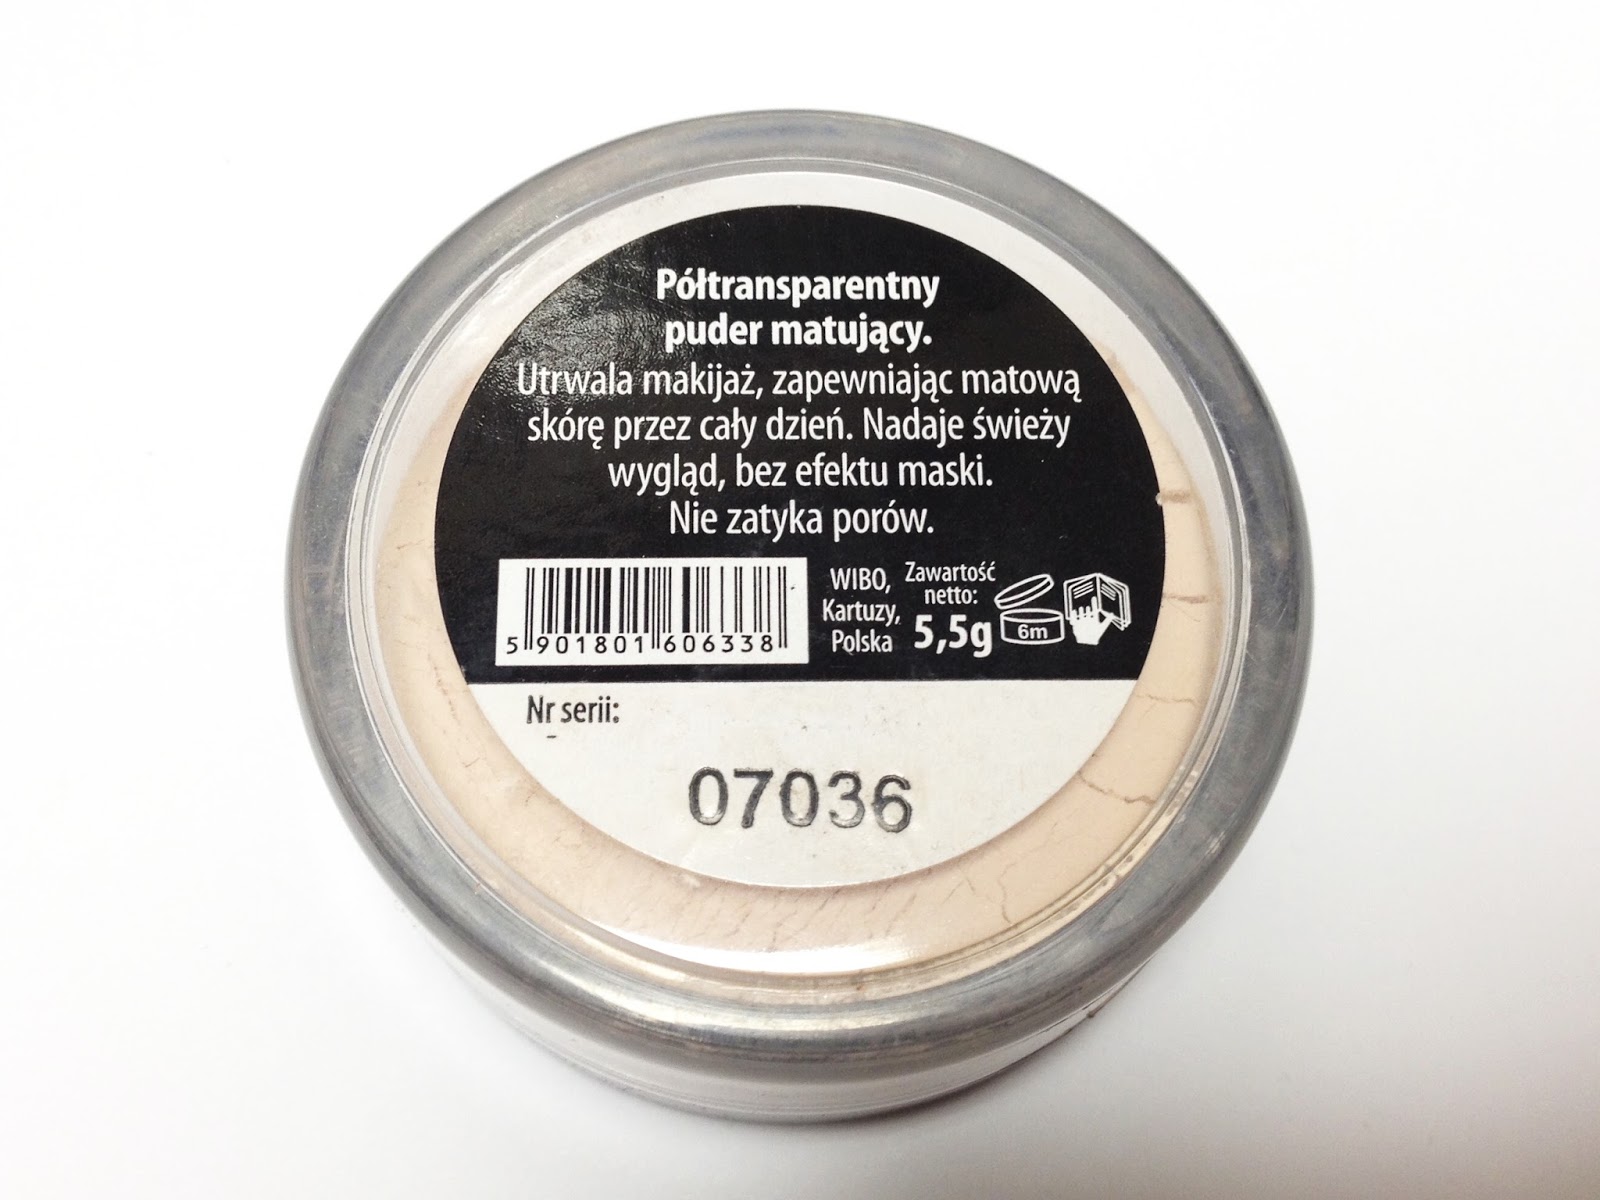 Półtransparentny
puder matujący.
Utrwala makijaż, zapewniając matową
skórę przez cały dzień. Nadaje świeży
wygląd, bez efektu maski.
Nie zatyka porów.
5 901801 606338
WIBO,
Kartuzy,
Polska
Zawartość
netto:
5,5g
6m
Nr serii:
07036